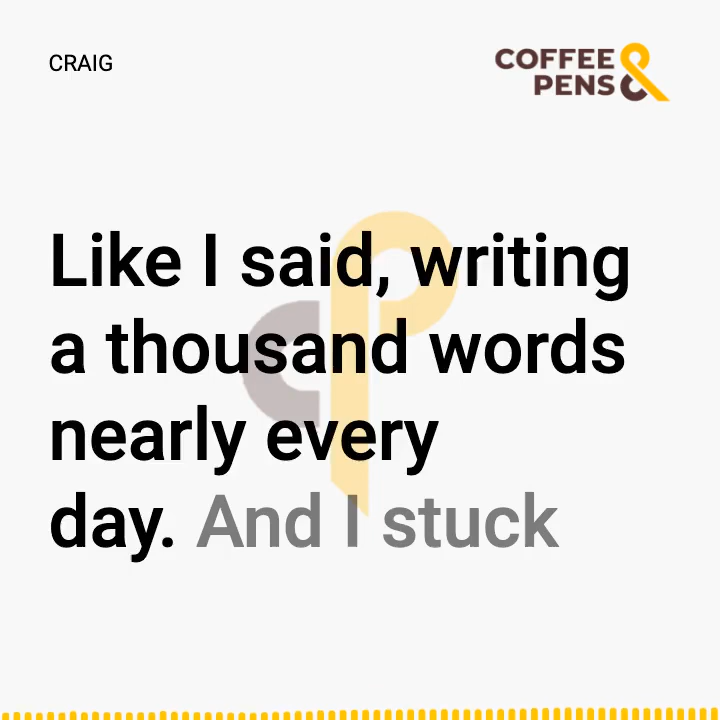 CRAIG
COFFEE &
PENS
Like I said, writing
a thousand words
nearly every
day. And I stuck